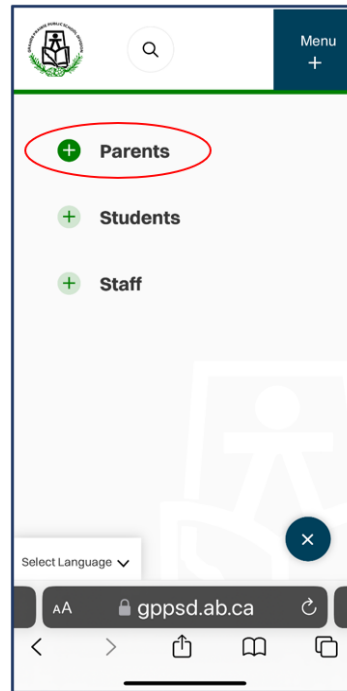 Menu
+
Parents
Students
Staff
Select Language
AA
gppsd.ab.ca